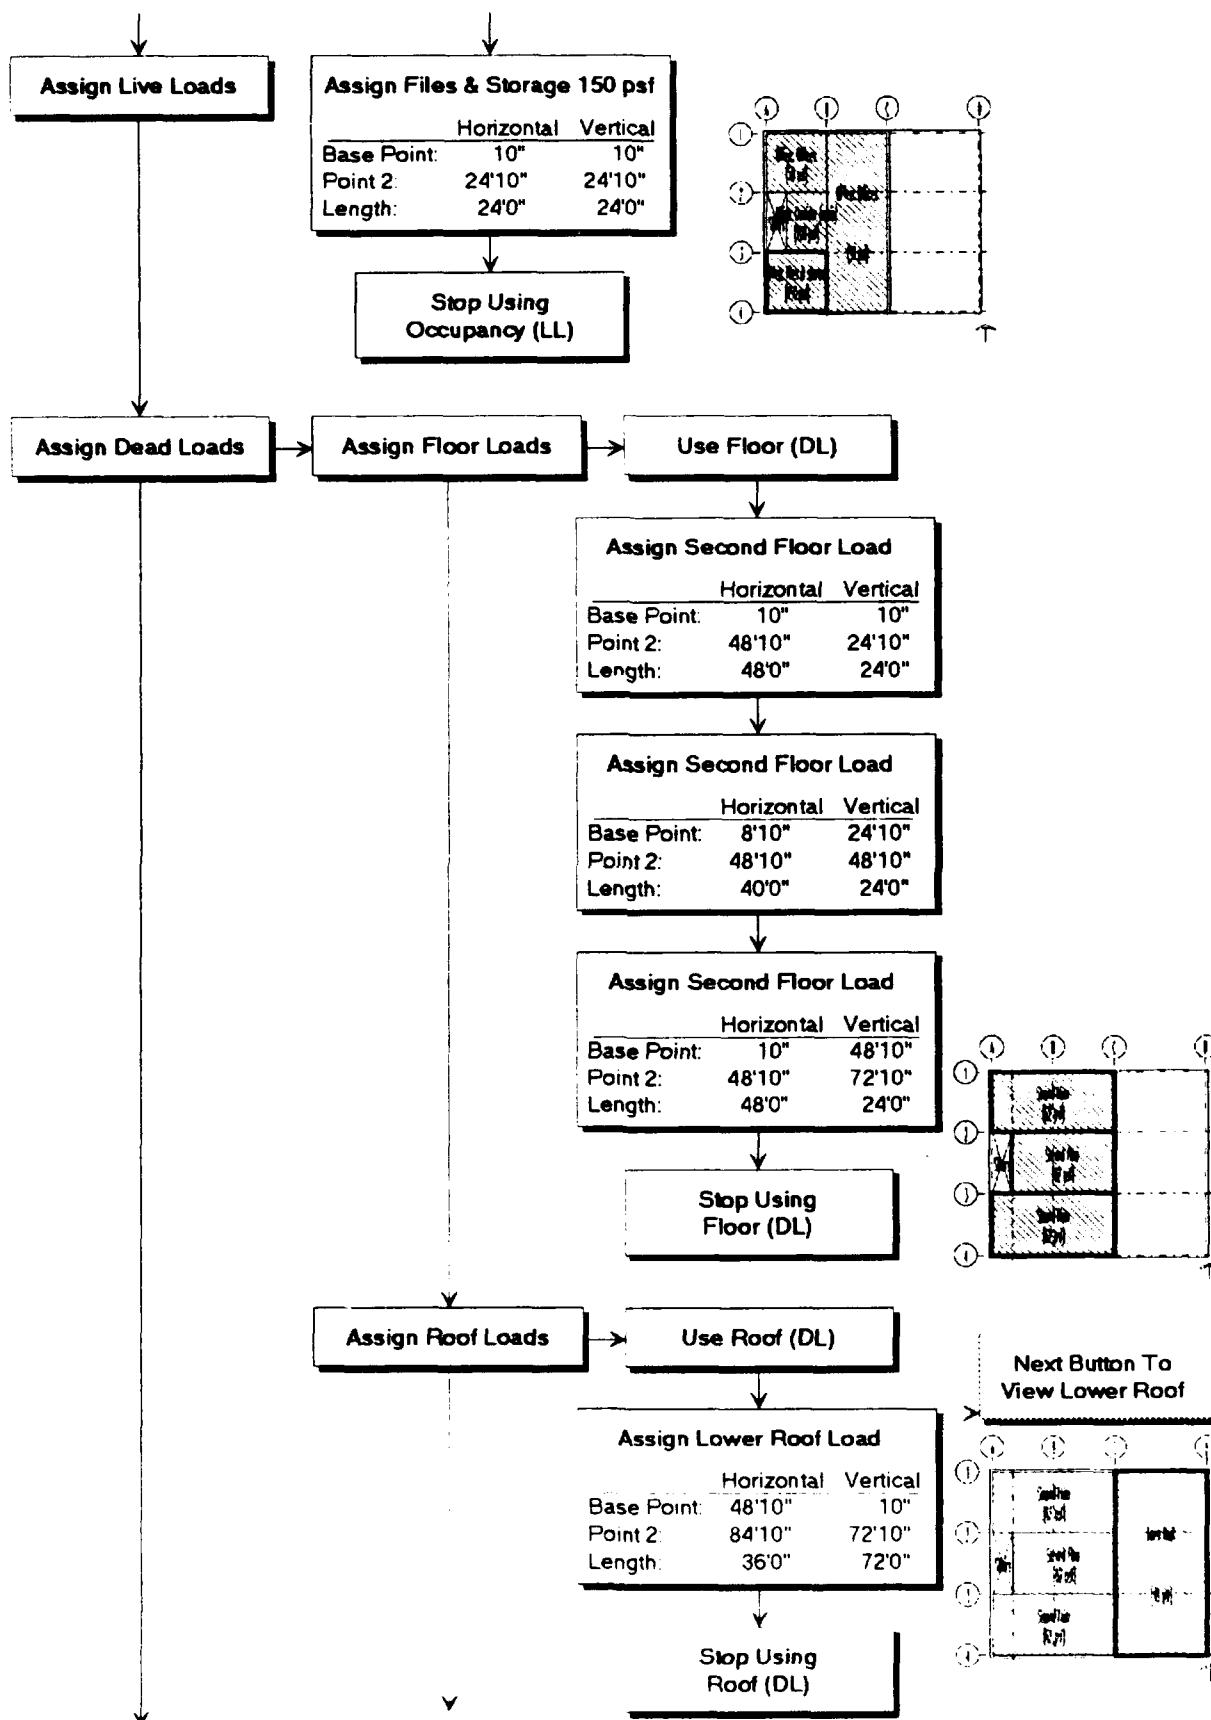 Assign Live Loads
Assign Files & Storage 150 psf
Horizontal Vertical
Base Point: 10" 10"
Point 2: 24'10" 24'10"
Length: 24'0" 24'0"
Stop Using
Occupancy (LL)
Assign Dead Loads
Assign Floor Loads
Use Floor (DL)
Assign Second Floor Load
Horizontal Vertical
Base Point: 10" 10"
Point 2: 48'10" 24'10"
Length: 48'0" 24'0"
Assign Second Floor Load
Horizontal Vertical
Base Point: 8'10" 24'10"
Point 2: 48'10" 48'10"
Length: 40'0" 24'0"
Assign Second Floor Load
Horizontal Vertical
Base Point: 10" 48'10"
Point 2: 48'10" 72'10"
Length: 48'0" 24'0"
Stop Using
Floor (DL)
Assign Roof Loads
Use Roof (DL)
Next Button To
View Lower Roof
Assign Lower Roof Load
Horizontal Vertical
Base Point: 48'10" 10"
Point 2: 84'10" 72'10"
Length: 36'0" 72'0"
Stop Using
Roof (DL)